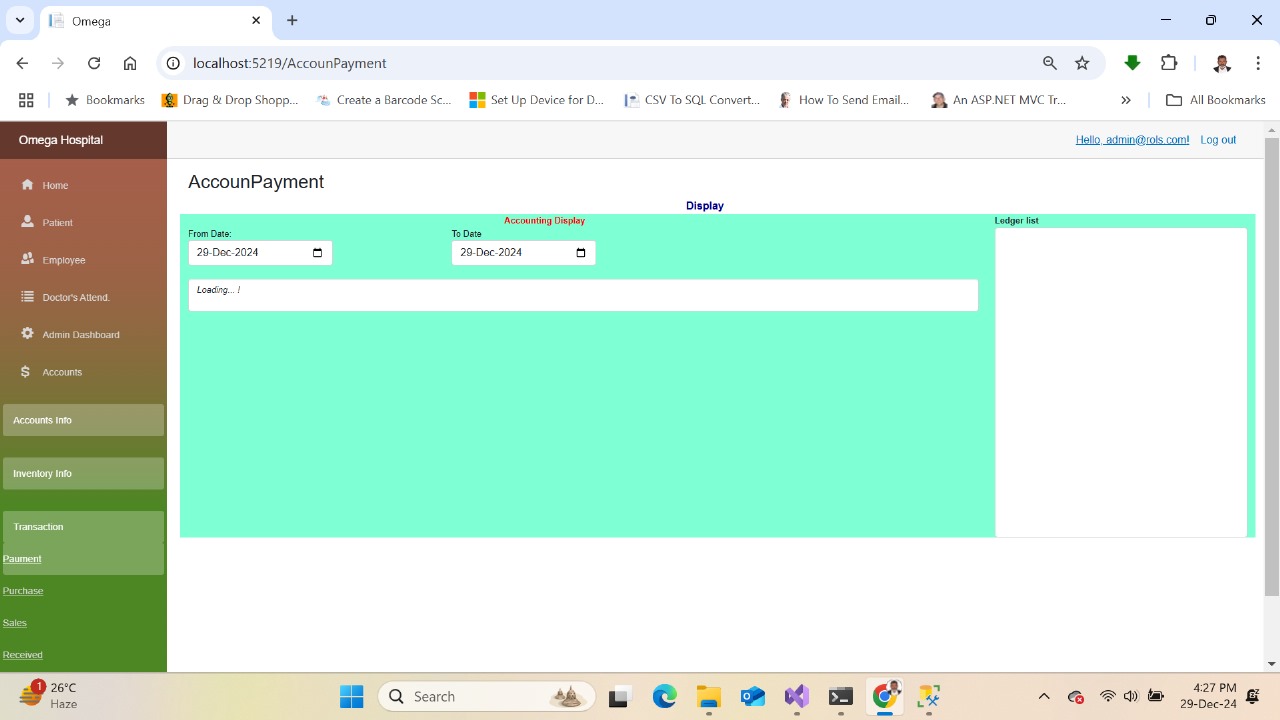 Omega
localhost:5219/AccounPayment
Bookmarks
Drag & Drop Shopp...
Create a Barcode Sc...
Set Up Device for D...
CSV To SQL Convert...
How To Send Email...
An ASP.NET MVC Tr...
All Bookmarks
Omega Hospital
Hello, admin@rols.com! Log out
Home
Patient
Employee
Doctor's Attend.
Admin Dashboard
Accounts
Accounts Info
Inventory Info
Transaction
Paument
Purchase
Sales
Received
AccounPayment
Display
Accounting Display
Ledger list
From Date:
To Date
29-Dec-2024
29-Dec-2024
Loading... !
1
26°C
Haze
Search
4:27 PM
29-Dec-24